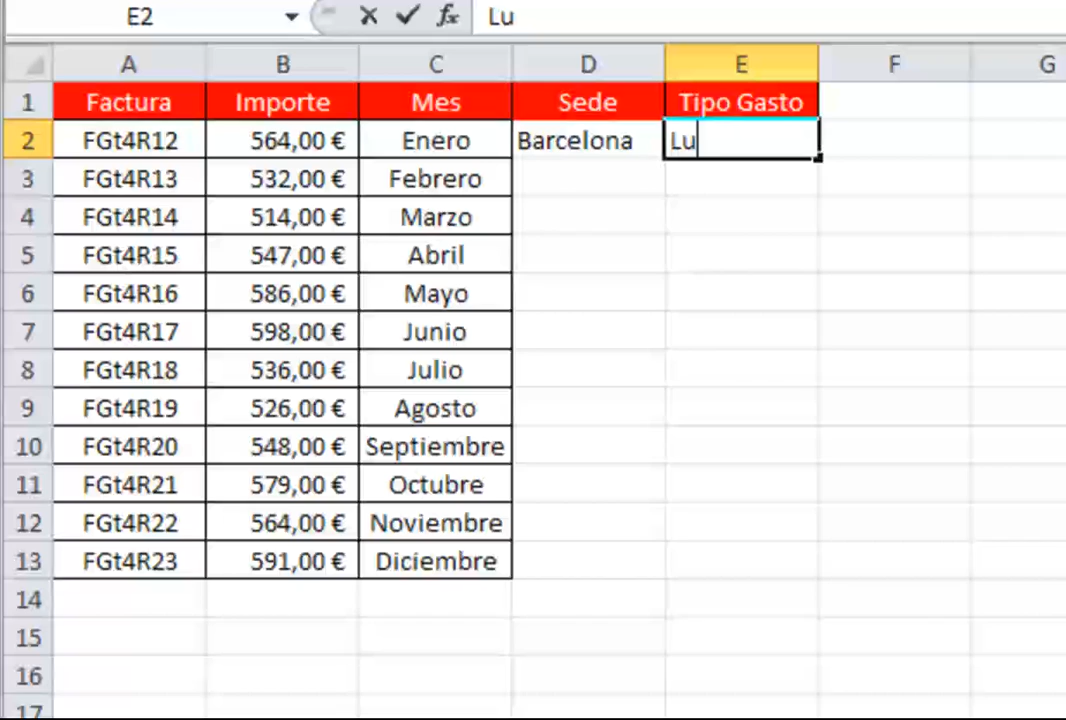 E2 fx Lu
A B C D E F G
1 Factura Importe Mes Sede Tipo Gasto
2 FGt4R12 564,00 € Enero Barcelona Lu
3 FGt4R13 532,00 € Febrero
4 FGt4R14 514,00 € Marzo
5 FGt4R15 547,00 € Abril
6 FGt4R16 586,00 € Mayo
7 FGt4R17 598,00 € Junio
8 FGt4R18 536,00 € Julio
9 FGt4R19 526,00 € Agosto
10 FGt4R20 548,00 € Septiembre
11 FGt4R21 579,00 € Octubre
12 FGt4R22 564,00 € Noviembre
13 FGt4R23 591,00 € Diciembre
14
15
16
17